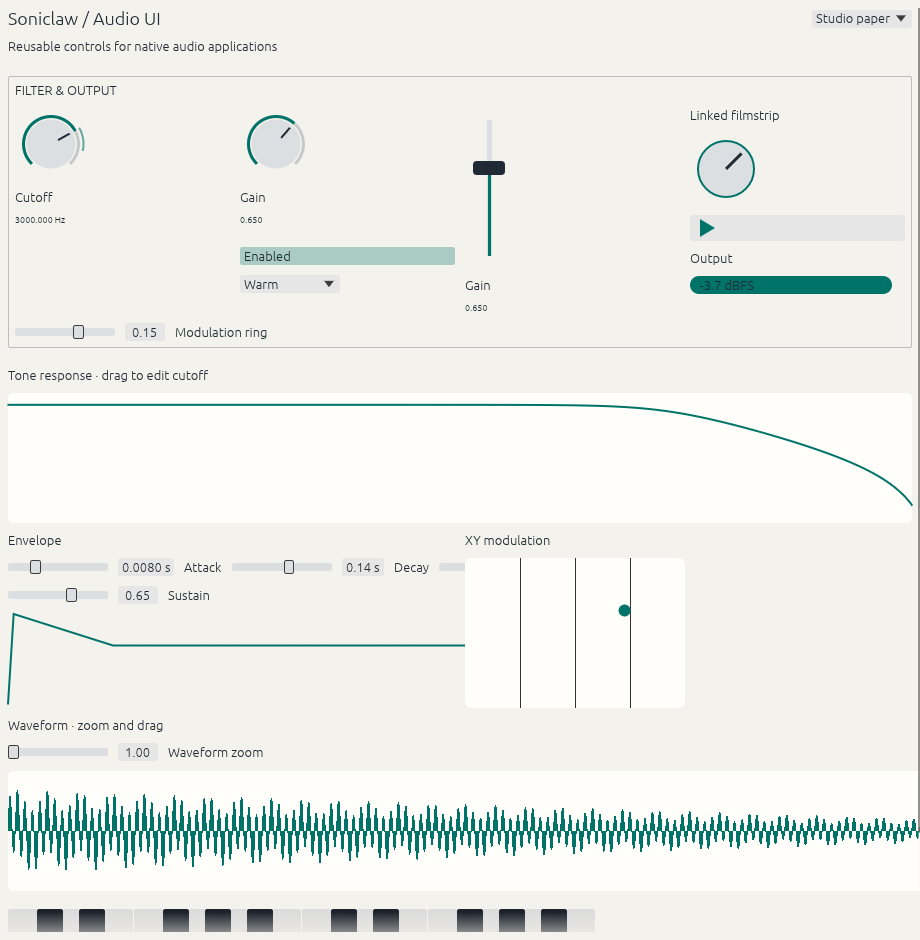 Soniclaw / Audio UI
Studio paper
Reusable controls for native audio applications
FILTER & OUTPUT
Linked filmstrip
Cutoff
3000.000 Hz
Gain
0.650
Enabled
Warm
Gain
0.650
Output
-3.7 dBFS
0.15
Modulation ring
Tone response · drag to edit cutoff
Envelope
0.0080 s
Attack
0.14 s
Decay
0.65
Sustain
XY modulation
Waveform · zoom and drag
1.00
Waveform zoom